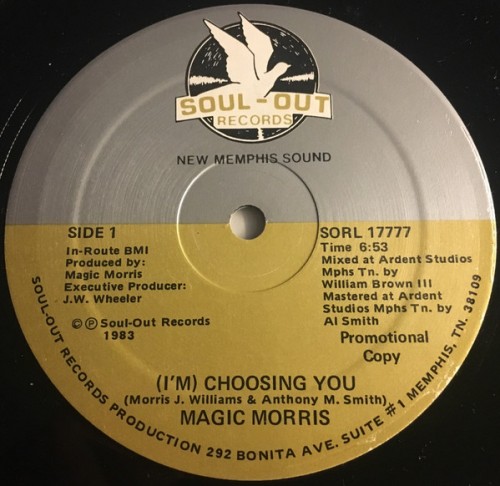 SOUL-OUT
RECORDS
NEW MEMPHIS SOUND
SIDE 1
In-Route BMI
Produced by:
Magic Morris
Executive Producer:
J.W. Wheeler
© Ⓟ Soul-Out Records
1983
SORL 17777
Time 6:53
Mixed at Ardent Studios
Mphs Tn. by
William Brown III
Mastered at Ardent
Studios Mphs Tn. by
Al Smith
Promotional
Copy
(I'M) CHOOSING YOU
(Morris J. Williams & Anthony M. Smith)
MAGIC MORRIS
SOUL-OUT RECORDS PRODUCTION 292 BONITA AVE. SUITE #1 MEMPHIS, TN. 38109